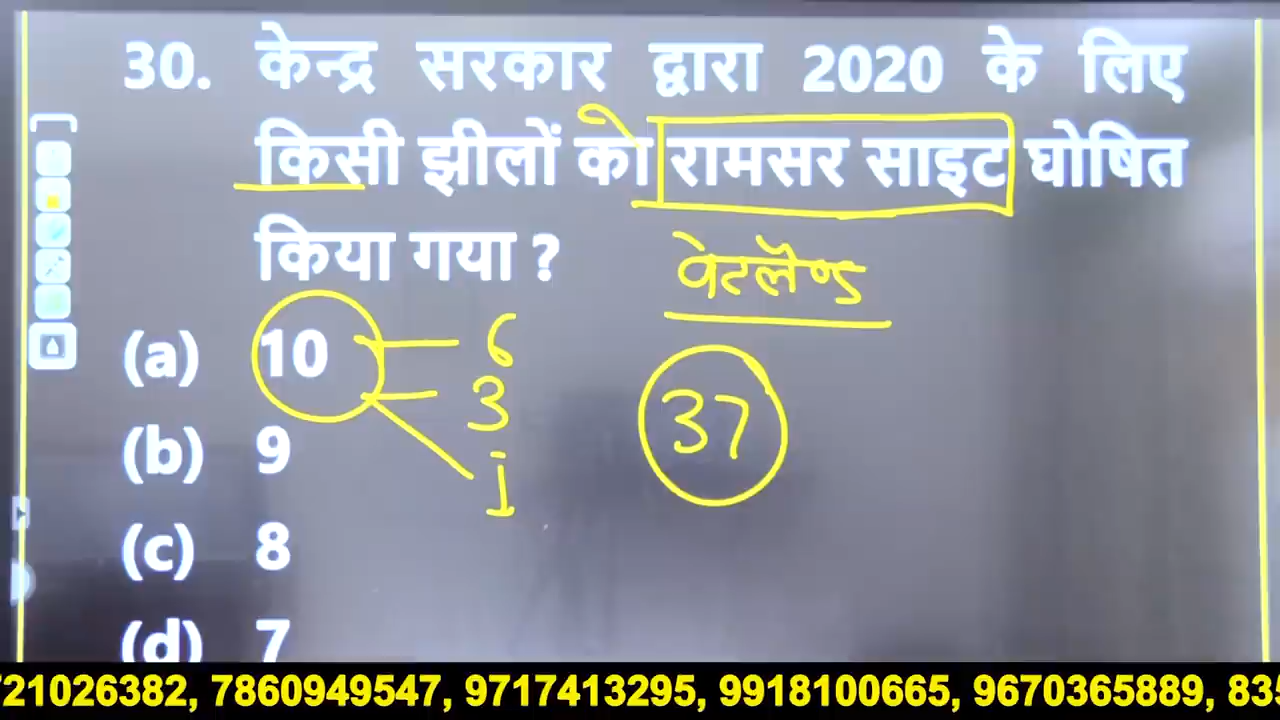 30. केन्द्र सरकार द्वारा 2020 के लिए
किसी झीलों को रामसर साइट घोषित
किया गया ?
वेटलैण्ड
(a) 10
6
3
1
37
(b) 9
(c) 8
(d) 7
721026382, 7860949547, 9717413295, 9918100665, 9670365889, 835